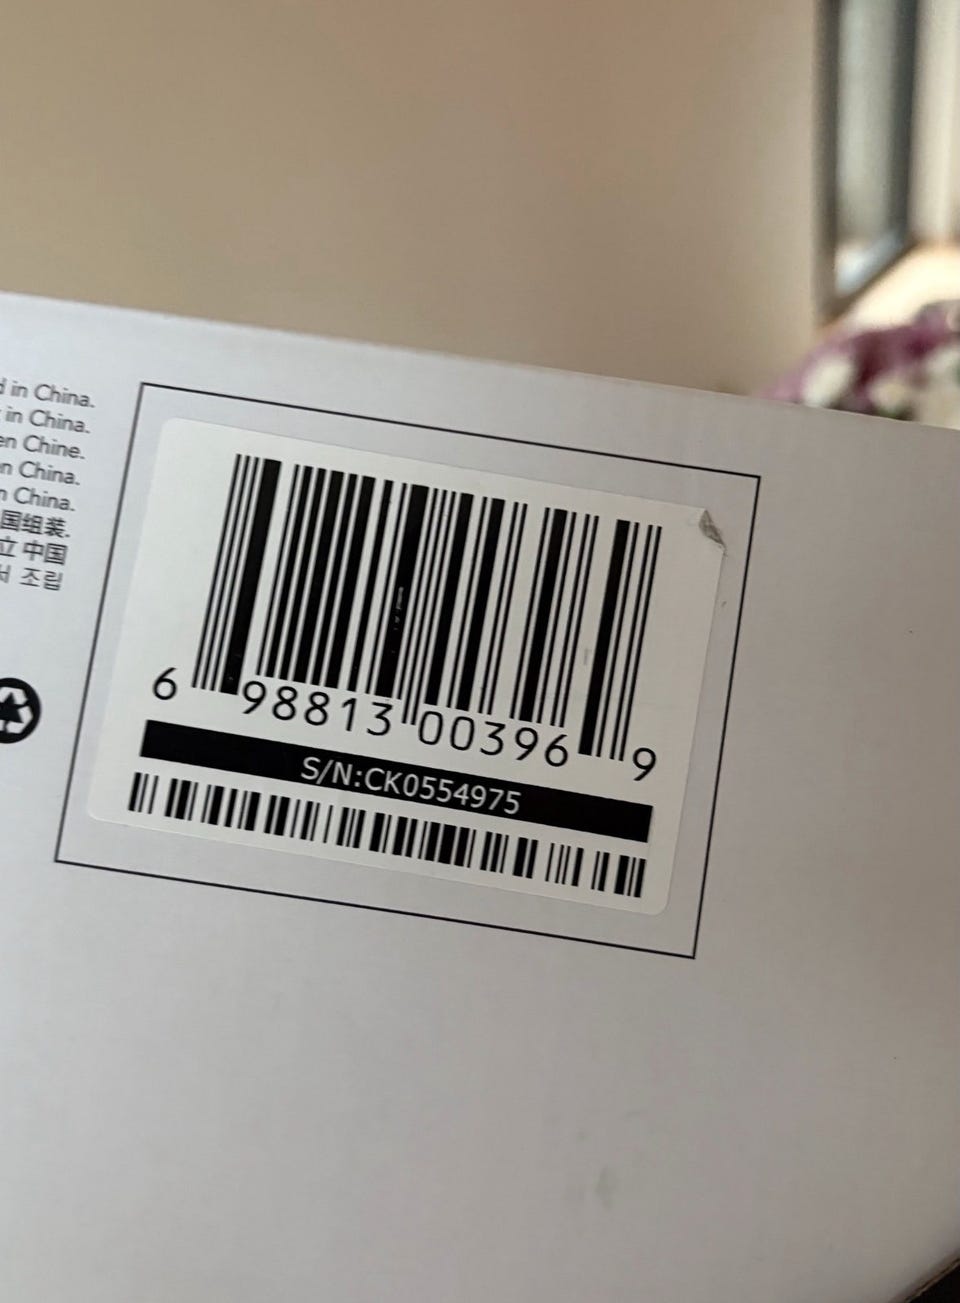 in China.
in China.
en Chine.
China.
China.
国组装.
立 中国
조립
6 98813 00396 9
S/N:CK0554975